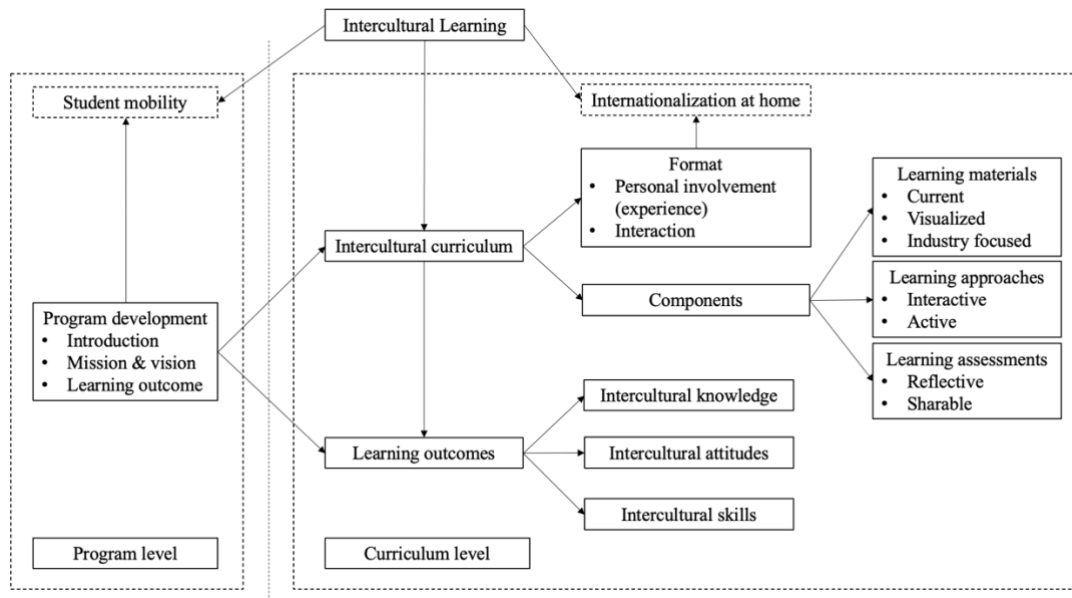 Intercultural Learning
Student mobility
Internationalization at home
Format
• Personal involvement
(experience)
• Interaction
Learning materials
• Current
• Visualized
• Industry focused
Intercultural curriculum
Learning approaches
• Interactive
• Active
Components
Program development
• Introduction
• Mission & vision
• Learning outcome
Learning assessments
• Reflective
• Sharable
Intercultural knowledge
Learning outcomes
Intercultural attitudes
Intercultural skills
Program level
Curriculum level